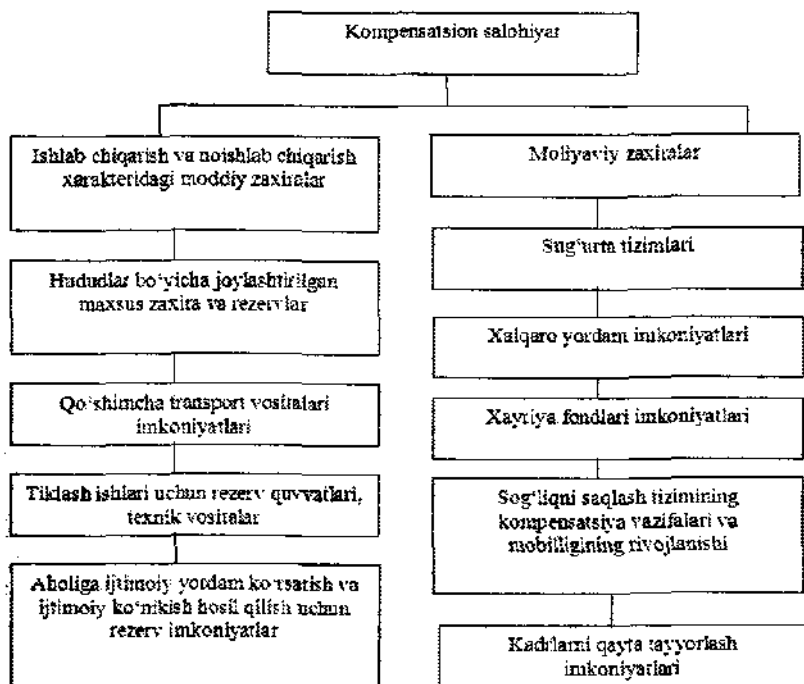 Kompensatsion salohiyat
Ishlab chiqarish va noishlab chiqarish
xarakteridagi moddiy zaxiralar
Hududlar bo‘yicha joylashtirilgan
maxsus zaxira va rezervlar
Qo‘shimcha transport vositalari
imkoniyatlari
Tiklash ishlari uchun rezerv quvvatlari,
texnik vositalar
Aholiga ijtimoiy yordam ko‘rsatish va
ijtimoiy ko‘nikish hosil qilish uchun
rezerv imkoniyatlar
Moliyaviy zaxiralar
Sug‘urta tizimlari
Xalqaro yordam imkoniyatlari
Xayriya fondlari imkoniyatlari
Sog‘liqni saqlash tizimining
kompensatsiya vazifalari va
mobilligining rivojlanishi
Kadrlarni qayta tayyorlash
imkoniyatlari